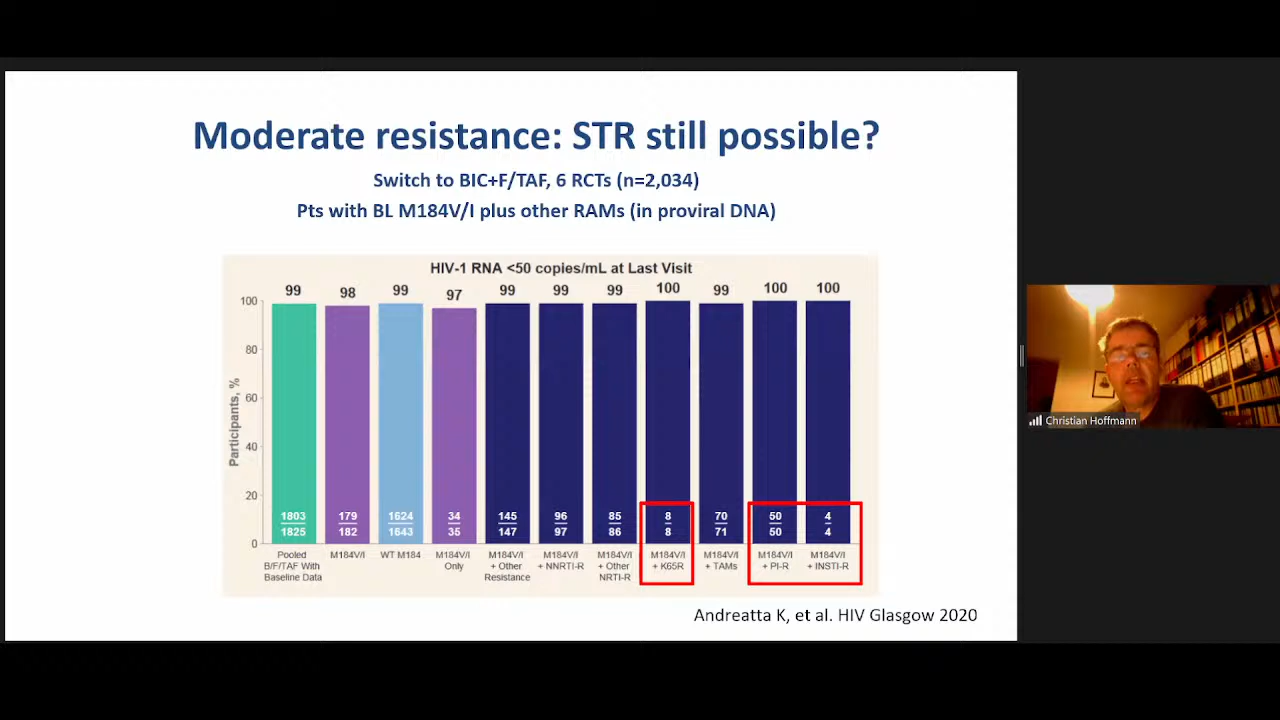 Moderate resistance: STR still possible?
Switch to BIC+F/TAF, 6 RCTs (n=2,034)
Pts with BL M184V/I plus other RAMs (in proviral DNA)
HIV-1 RNA <50 copies/mL at Last Visit
99 98 99 97 99 99 99 100 99 100 100
Participants, %
100
80
60
40
20
0
1803 179 1624 34 145 96 85 8 70 50 4
1825 182 1643 35 147 97 86 8 71 50 4
Pooled M184V/I WT M184 M184V/I M184V/I M184V/I M184V/I M184V/I M184V/I M184V/I M184V/I
B/F/TAF With Only + Other + NNRTI-R + Other + K65R + TAMs + PI-R + INSTI-R
Baseline Data Resistance NRTI-R
Andreatta K, et al. HIV Glasgow 2020
Christian Hoffmann